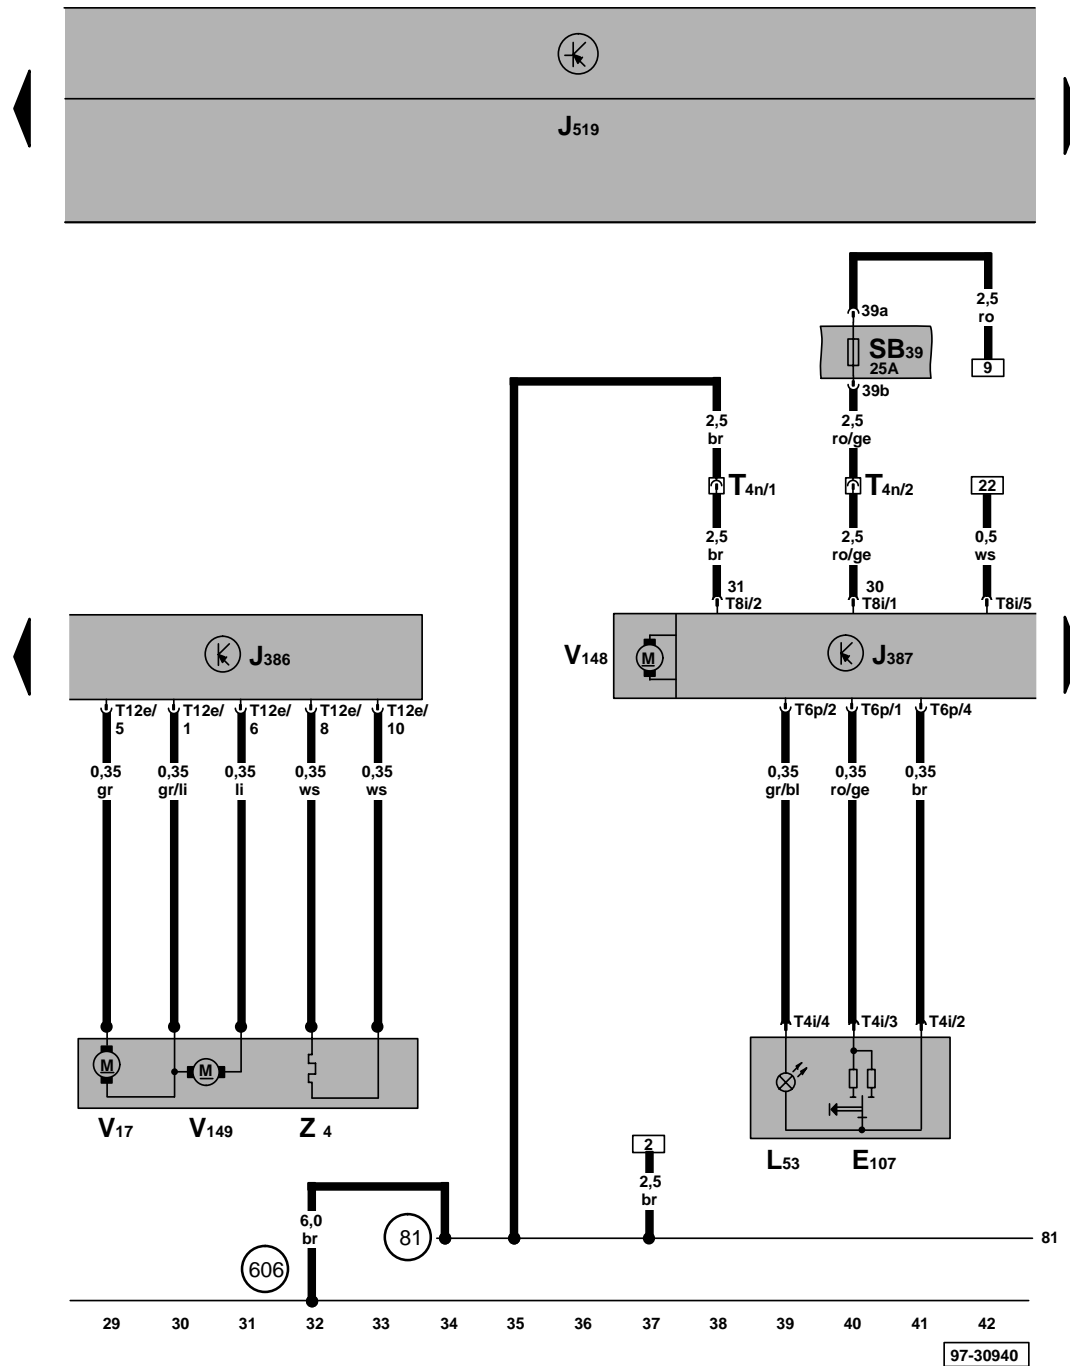 J519
39a
2,5
ro
SB39
25A
9
39b
2,5
br
2,5
ro/ge
T4n/1
T4n/2
22
2,5
br
2,5
ro/ge
0,5
ws
31
30
T8i/2
T8i/1
T8i/5
J386
V148
M
J387
T12e/
5
T12e/
1
T12e/
6
T12e/
8
T12e/
10
T6p/2
T6p/1
T6p/4
0,35
gr
0,35
gr/li
0,35
li
0,35
ws
0,35
ws
0,35
gr/bl
0,35
ro/ge
0,35
br
T4i/4
T4i/3
T4i/2
M
M
V17
V149
Z 4
L53
E107
2
2,5
br
6,0
br
81
81
606
29 30 31 32 33 34 35 36 37 38 39 40 41 42
97-30940